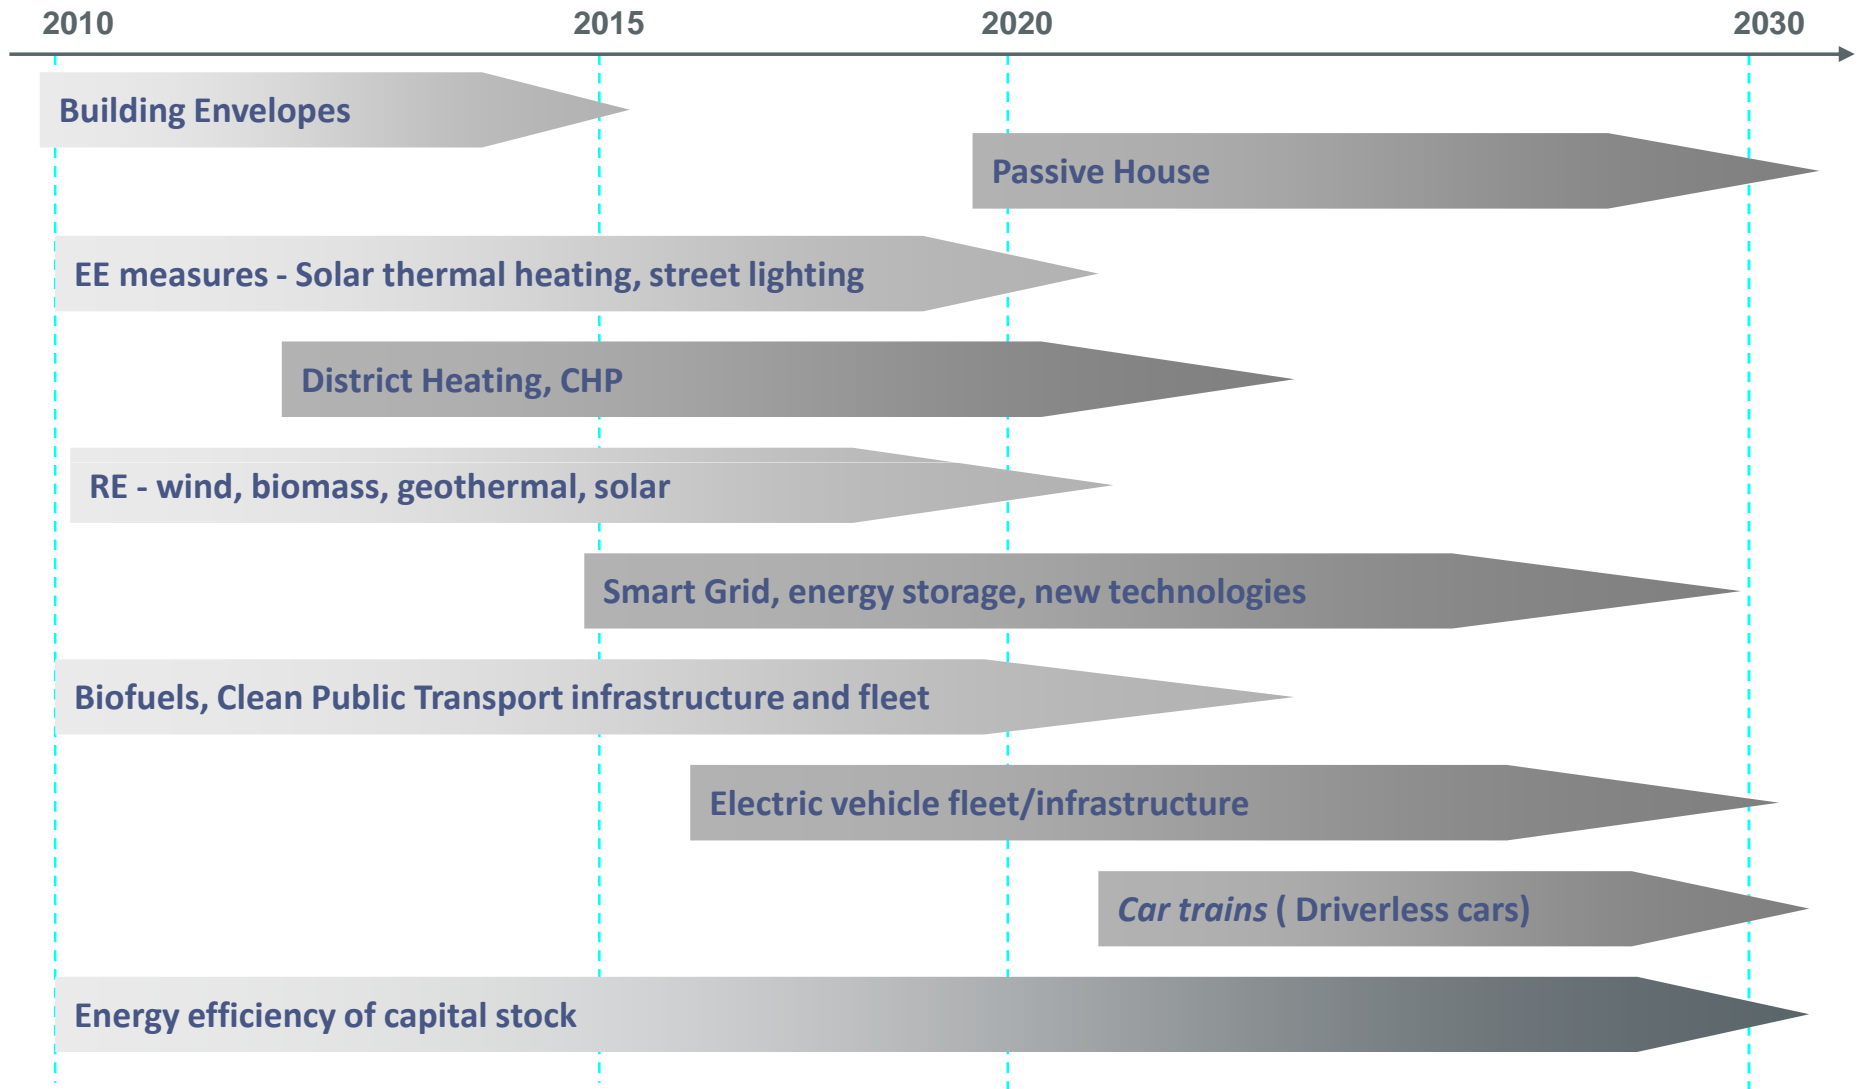 2010 2015 2020 2030
Building Envelopes
Passive House
EE measures - Solar thermal heating, street lighting
District Heating, CHP
RE - wind, biomass, geothermal, solar
Smart Grid, energy storage, new technologies
Biofuels, Clean Public Transport infrastructure and fleet
Electric vehicle fleet/infrastructure
Car trains ( Driverless cars)
Energy efficiency of capital stock